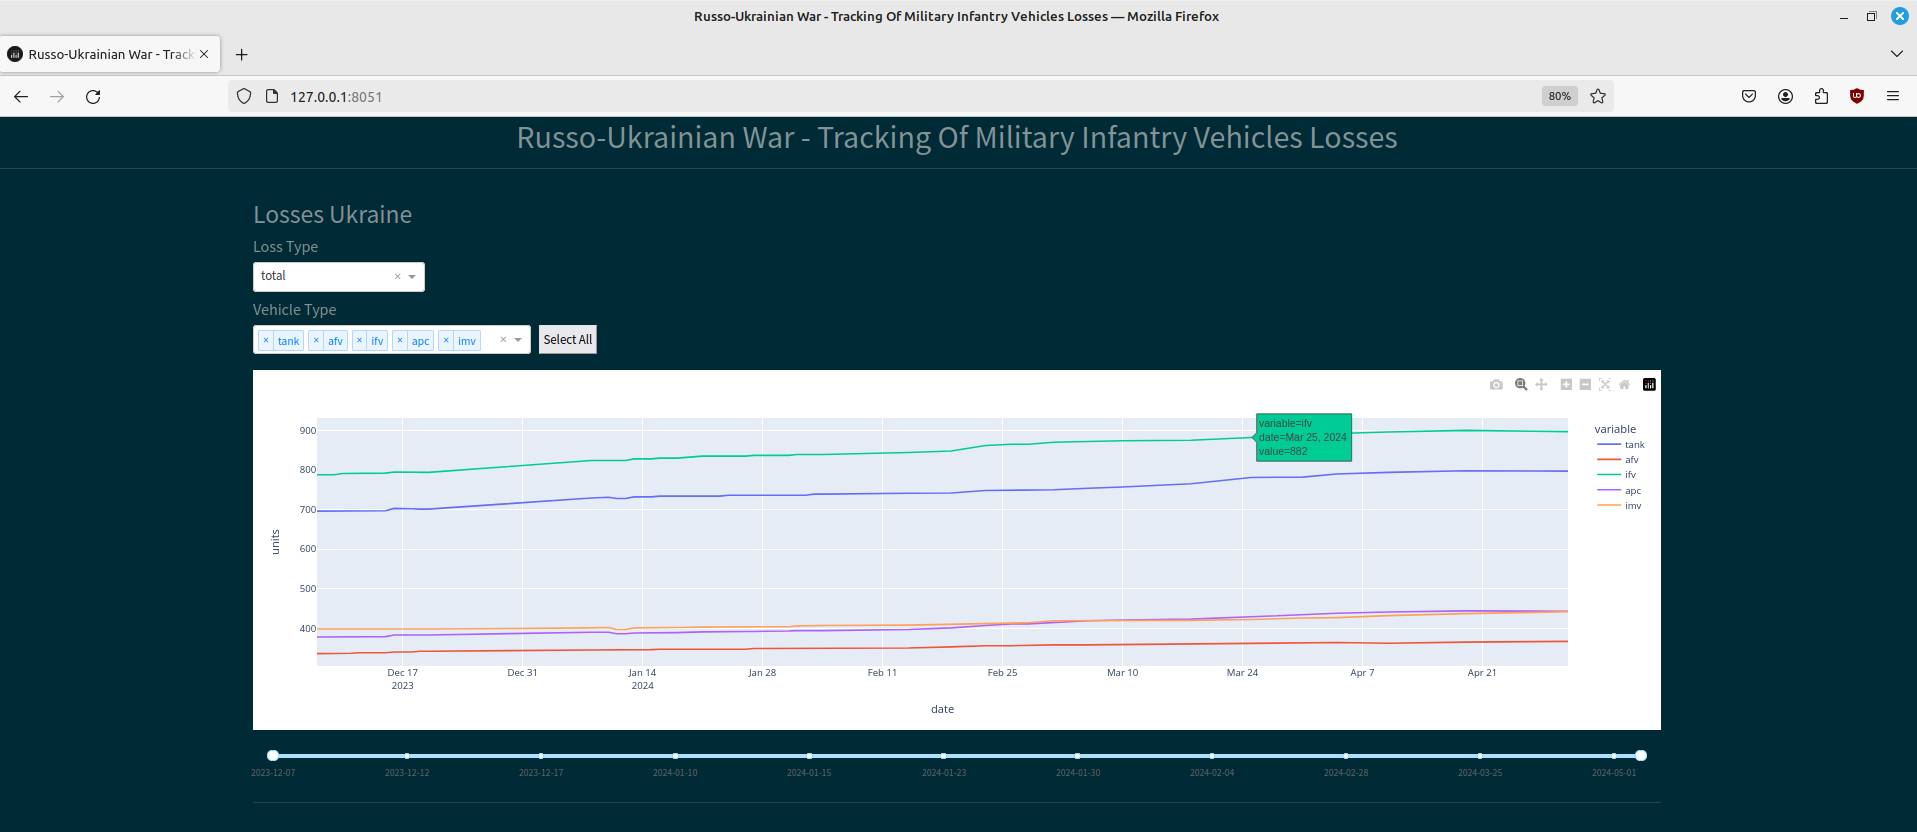 Russo-Ukrainian War - Tracking Of Military Infantry Vehicles Losses — Mozilla Firefox
Russo-Ukrainian War - Track
127.0.0.1:8051
80%
Russo-Ukrainian War - Tracking Of Military Infantry Vehicles Losses
Losses Ukraine
Loss Type
total
Vehicle Type
× tank × afv × ifv × apc × imv
Select All
variable=ifv
date=Mar 25, 2024
value=882
variable
tank
afv
ifv
apc
imv
900
800
700
600
500
400
units
Dec 17
2023
Dec 31
Jan 14
2024
Jan 28
Feb 11
Feb 25
Mar 10
Mar 24
Apr 7
Apr 21
date
2023-12-07
2023-12-12
2023-12-17
2024-01-10
2024-01-15
2024-01-23
2024-01-30
2024-02-04
2024-02-28
2024-03-25
2024-05-01